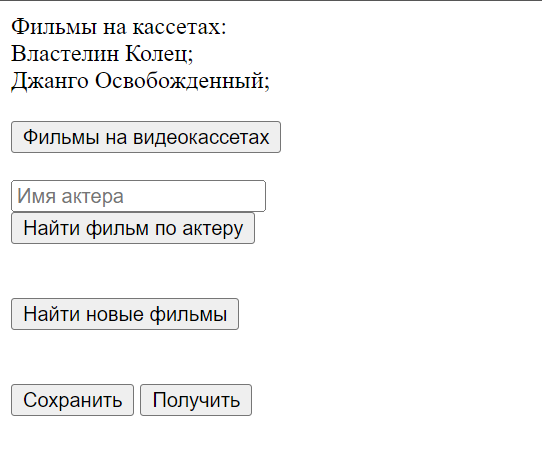 Фильмы на кассетах:
Властелин Колец;
Джанго Освобожденный;
Фильмы на видеокассетах
Имя актера
Найти фильм по актеру
Найти новые фильмы
Сохранить Получить